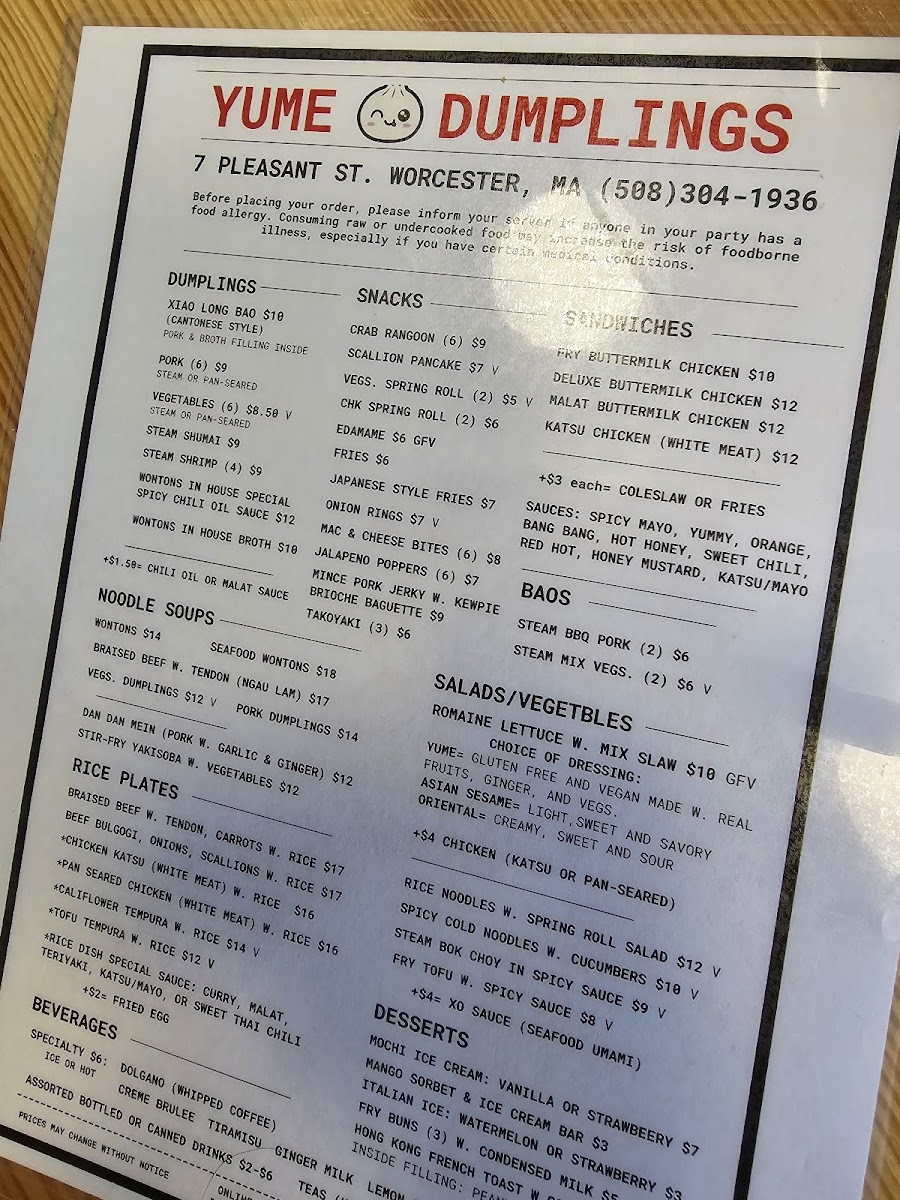 YUME DUMPLINGS
7 PLEASANT ST. WORCESTER, MA (508)304-1936
Before placing your order, please inform your server if anyone in your party has a
food allergy. Consuming raw or undercooked food may increase the risk of foodborne
illness, especially if you have certain medical conditions.
DUMPLINGS
XIAO LONG BAO $10
(CANTONESE STYLE)
PORK & BROTH FILLING INSIDE
PORK (6) $9
STEAM OR PAN-SEARED
VEGETABLES (6) $8.50 V
STEAM OR PAN-SEARED
STEAM SHUMAI $9
STEAM SHRIMP (4) $9
WONTONS IN HOUSE SPECIAL
SPICY CHILI OIL SAUCE $12
WONTONS IN HOUSE BROTH $10
+$1.50= CHILI OIL OR MALAT SAUCE
NOODLE SOUPS
WONTONS $14
SEAFOOD WONTONS $18
BRAISED BEEF W. TENDON (NGAU LAM) $17
VEGS. DUMPLINGS $12 V
PORK DUMPLINGS $14
DAN DAN MEIN (PORK W. GARLIC & GINGER) $12
STIR-FRY YAKISOBA W. VEGETABLES $12
RICE PLATES
BRAISED BEEF W. TENDON, CARROTS W. RICE $17
BEEF BULGOGI, ONIONS, SCALLIONS W. RICE $17
*CHICKEN KATSU (WHITE MEAT) W. RICE $16
*PAN SEARED CHICKEN (WHITE MEAT) W. RICE $16
*CALIFLOWER TEMPURA W. RICE $14 V
*TOFU TEMPURA W. RICE $12 V
*RICE DISH SPECIAL SAUCE: CURRY, MALAT,
TERIYAKI, KATSU/MAYO, OR SWEET THAI CHILI
+$2= FRIED EGG
BEVERAGES
SPECIALTY $6: DOLGANO (WHIPPED COFFEE)
ICE OR HOT CREME BRULEE TIRAMISU GINGER MILK LEMON
ASSORTED BOTTLED OR CANNED DRINKS $2-$6 TEAS
PRICES MAY CHANGE WITHOUT NOTICE
SNACKS
CRAB RANGOON (6) $9
SCALLION PANCAKE $7 V
VEGS. SPRING ROLL (2) $5 V
CHK SPRING ROLL (2) $6
EDAMAME $6 GFV
FRIES $6
JAPANESE STYLE FRIES $7
ONION RINGS $7 V
MAC & CHEESE BITES (6) $8
JALAPENO POPPERS (6) $7
MINCE PORK JERKY W. KEWPIE
BRIOCHE BAGUETTE $9
TAKOYAKI (3) $6
SANDWICHES
FRY BUTTERMILK CHICKEN $10
DELUXE BUTTERMILK CHICKEN $12
MALAT BUTTERMILK CHICKEN $12
KATSU CHICKEN (WHITE MEAT) $12
+$3 each= COLESLAW OR FRIES
SAUCES: SPICY MAYO, YUMMY, ORANGE,
BANG BANG, HOT HONEY, SWEET CHILI,
RED HOT, HONEY MUSTARD, KATSU/MAYO
BAOS
STEAM BBQ PORK (2) $6
STEAM MIX VEGS. (2) $6 V
SALADS/VEGETBLES
ROMAINE LETTUCE W. MIX SLAW $10 GFV
CHOICE OF DRESSING:
YUME= GLUTEN FREE AND VEGAN MADE W. REAL
FRUITS, GINGER, AND VEGS.
ASIAN SESAME= LIGHT, SWEET AND SAVORY
ORIENTAL= CREAMY, SWEET AND SOUR
+$4 CHICKEN (KATSU OR PAN-SEARED)
RICE NOODLES W. SPRING ROLL SALAD $12 V
SPICY COLD NOODLES W. CUCUMBERS $10 V
STEAM BOK CHOY IN SPICY SAUCE $9 V
FRY TOFU W. SPICY SAUCE $8 V
+$4= XO SAUCE (SEAFOOD UMAMI)
DESSERTS
MOCHI ICE CREAM: VANILLA OR STRAWBEERY $7
MANGO SORBET & ICE CREAM BAR $3
ITALIAN ICE: WATERMELON OR STRAWBERRY $3
FRY BUNS (3) W. CONDENSED MILK $5
HONG KONG FRENCH TOAST W
INSIDE FILLING: